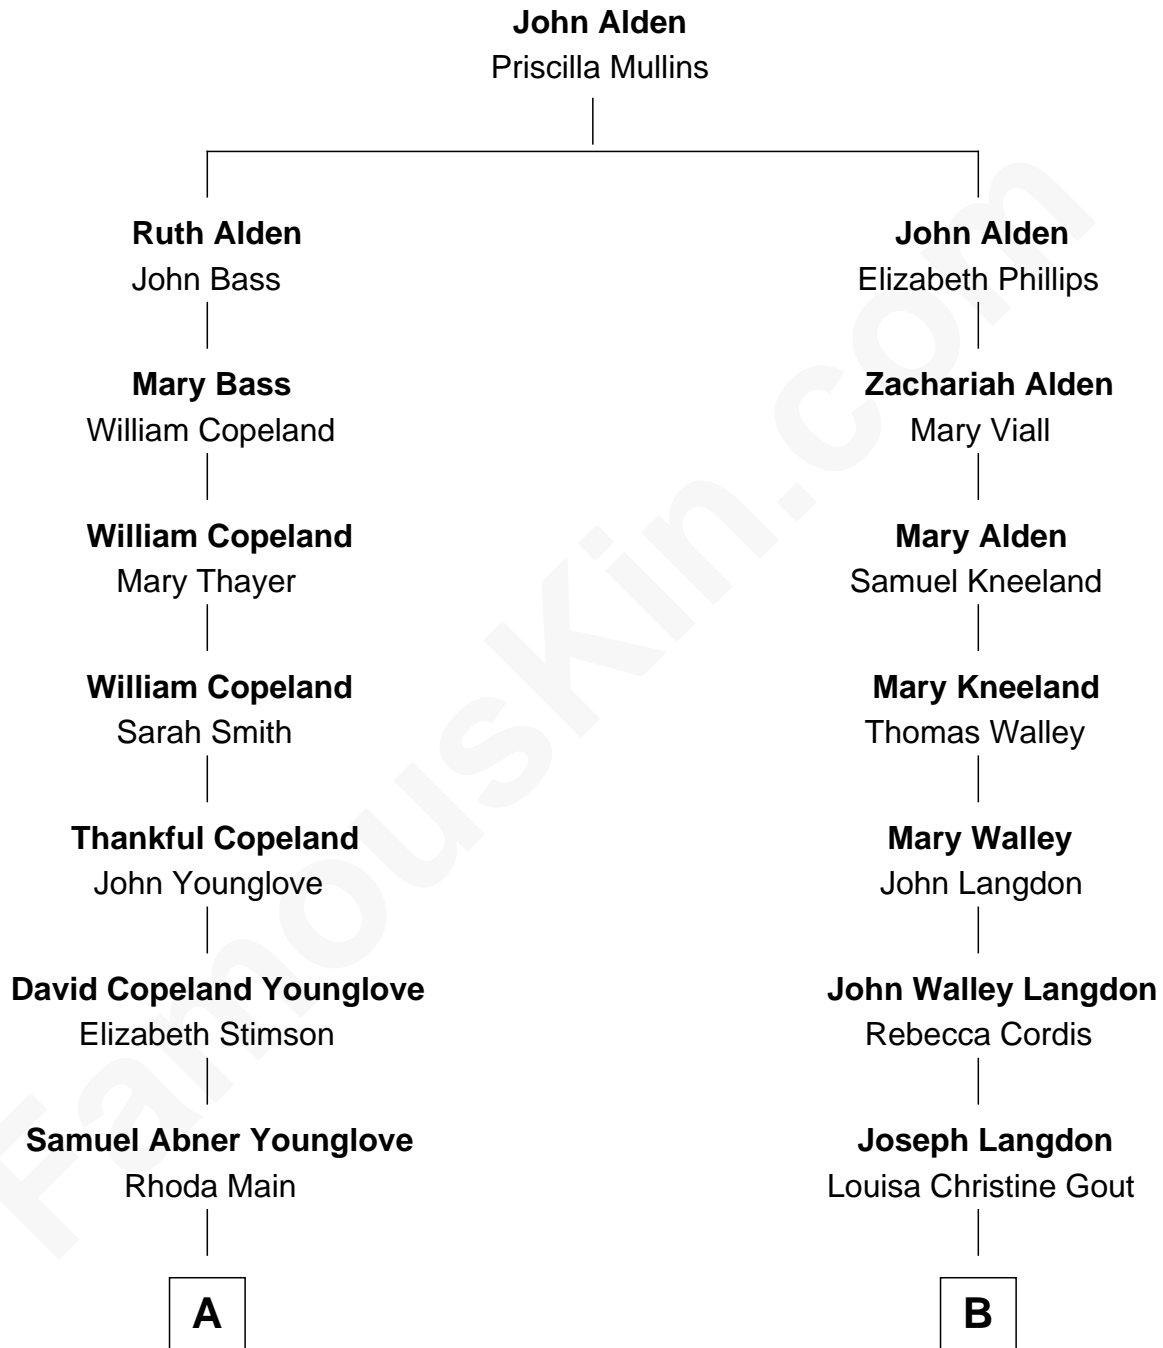 John Alden
Priscilla Mullins
Ruth Alden
John Bass
John Alden
Elizabeth Phillips
Mary Bass
William Copeland
Zachariah Alden
Mary Viall
William Copeland
Mary Thayer
Mary Alden
Samuel Kneeland
William Copeland
Sarah Smith
Mary Kneeland
Thomas Walley
Thankful Copeland
John Younglove
Mary Walley
John Langdon
David Copeland Younglove
Elizabeth Stimson
John Walley Langdon
Rebecca Cordis
Samuel Abner Younglove
Rhoda Main
Joseph Langdon
Louisa Christine Gout
A
B
FamousKin.com